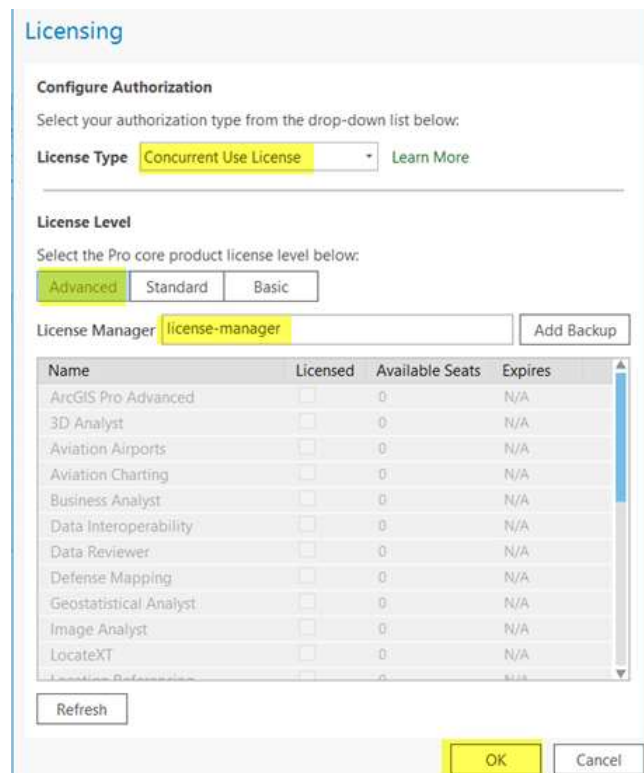 Licensing
Configure Authorization
Select your authorization type from the drop-down list below:
License Type Concurrent Use License Learn More
License Level
Select the Pro core product license level below:
Advanced Standard Basic
License Manager license-manager Add Backup
Name Licensed Available Seats Expires
ArcGIS Pro Advanced 0 N/A
3D Analyst 0 N/A
Aviation Airports 0 N/A
Aviation Charting 0 N/A
Business Analyst 0 N/A
Data Interoperability 0 N/A
Data Reviewer 0 N/A
Defense Mapping 0 N/A
Geostatistical Analyst 0 N/A
Image Analyst 0 N/A
LocateXT 0 N/A
Location Referencing 0 N/A
Refresh
OK Cancel